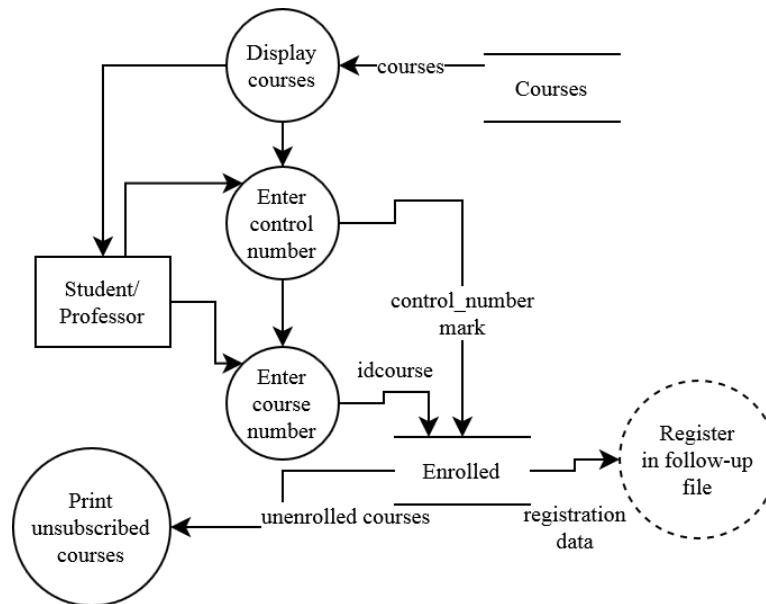 Display
courses
courses
Courses
Enter
control
number
Student/
Professor
control_number
mark
idcourse
Enter
course
number
Register
in follow-up
file
Enrolled
Print
unsubscribed
courses
unenrolled courses
registration
data